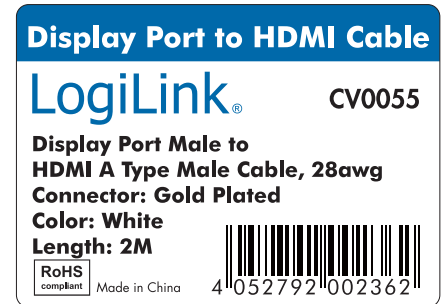 Display Port to HDMI Cable
LogiLink®
CV0055
Display Port Male to
HDMI A Type Male Cable, 28awg
Connector: Gold Plated
Color: White
Length: 2M
RoHS
compliant
Made in China
4 052792 002362